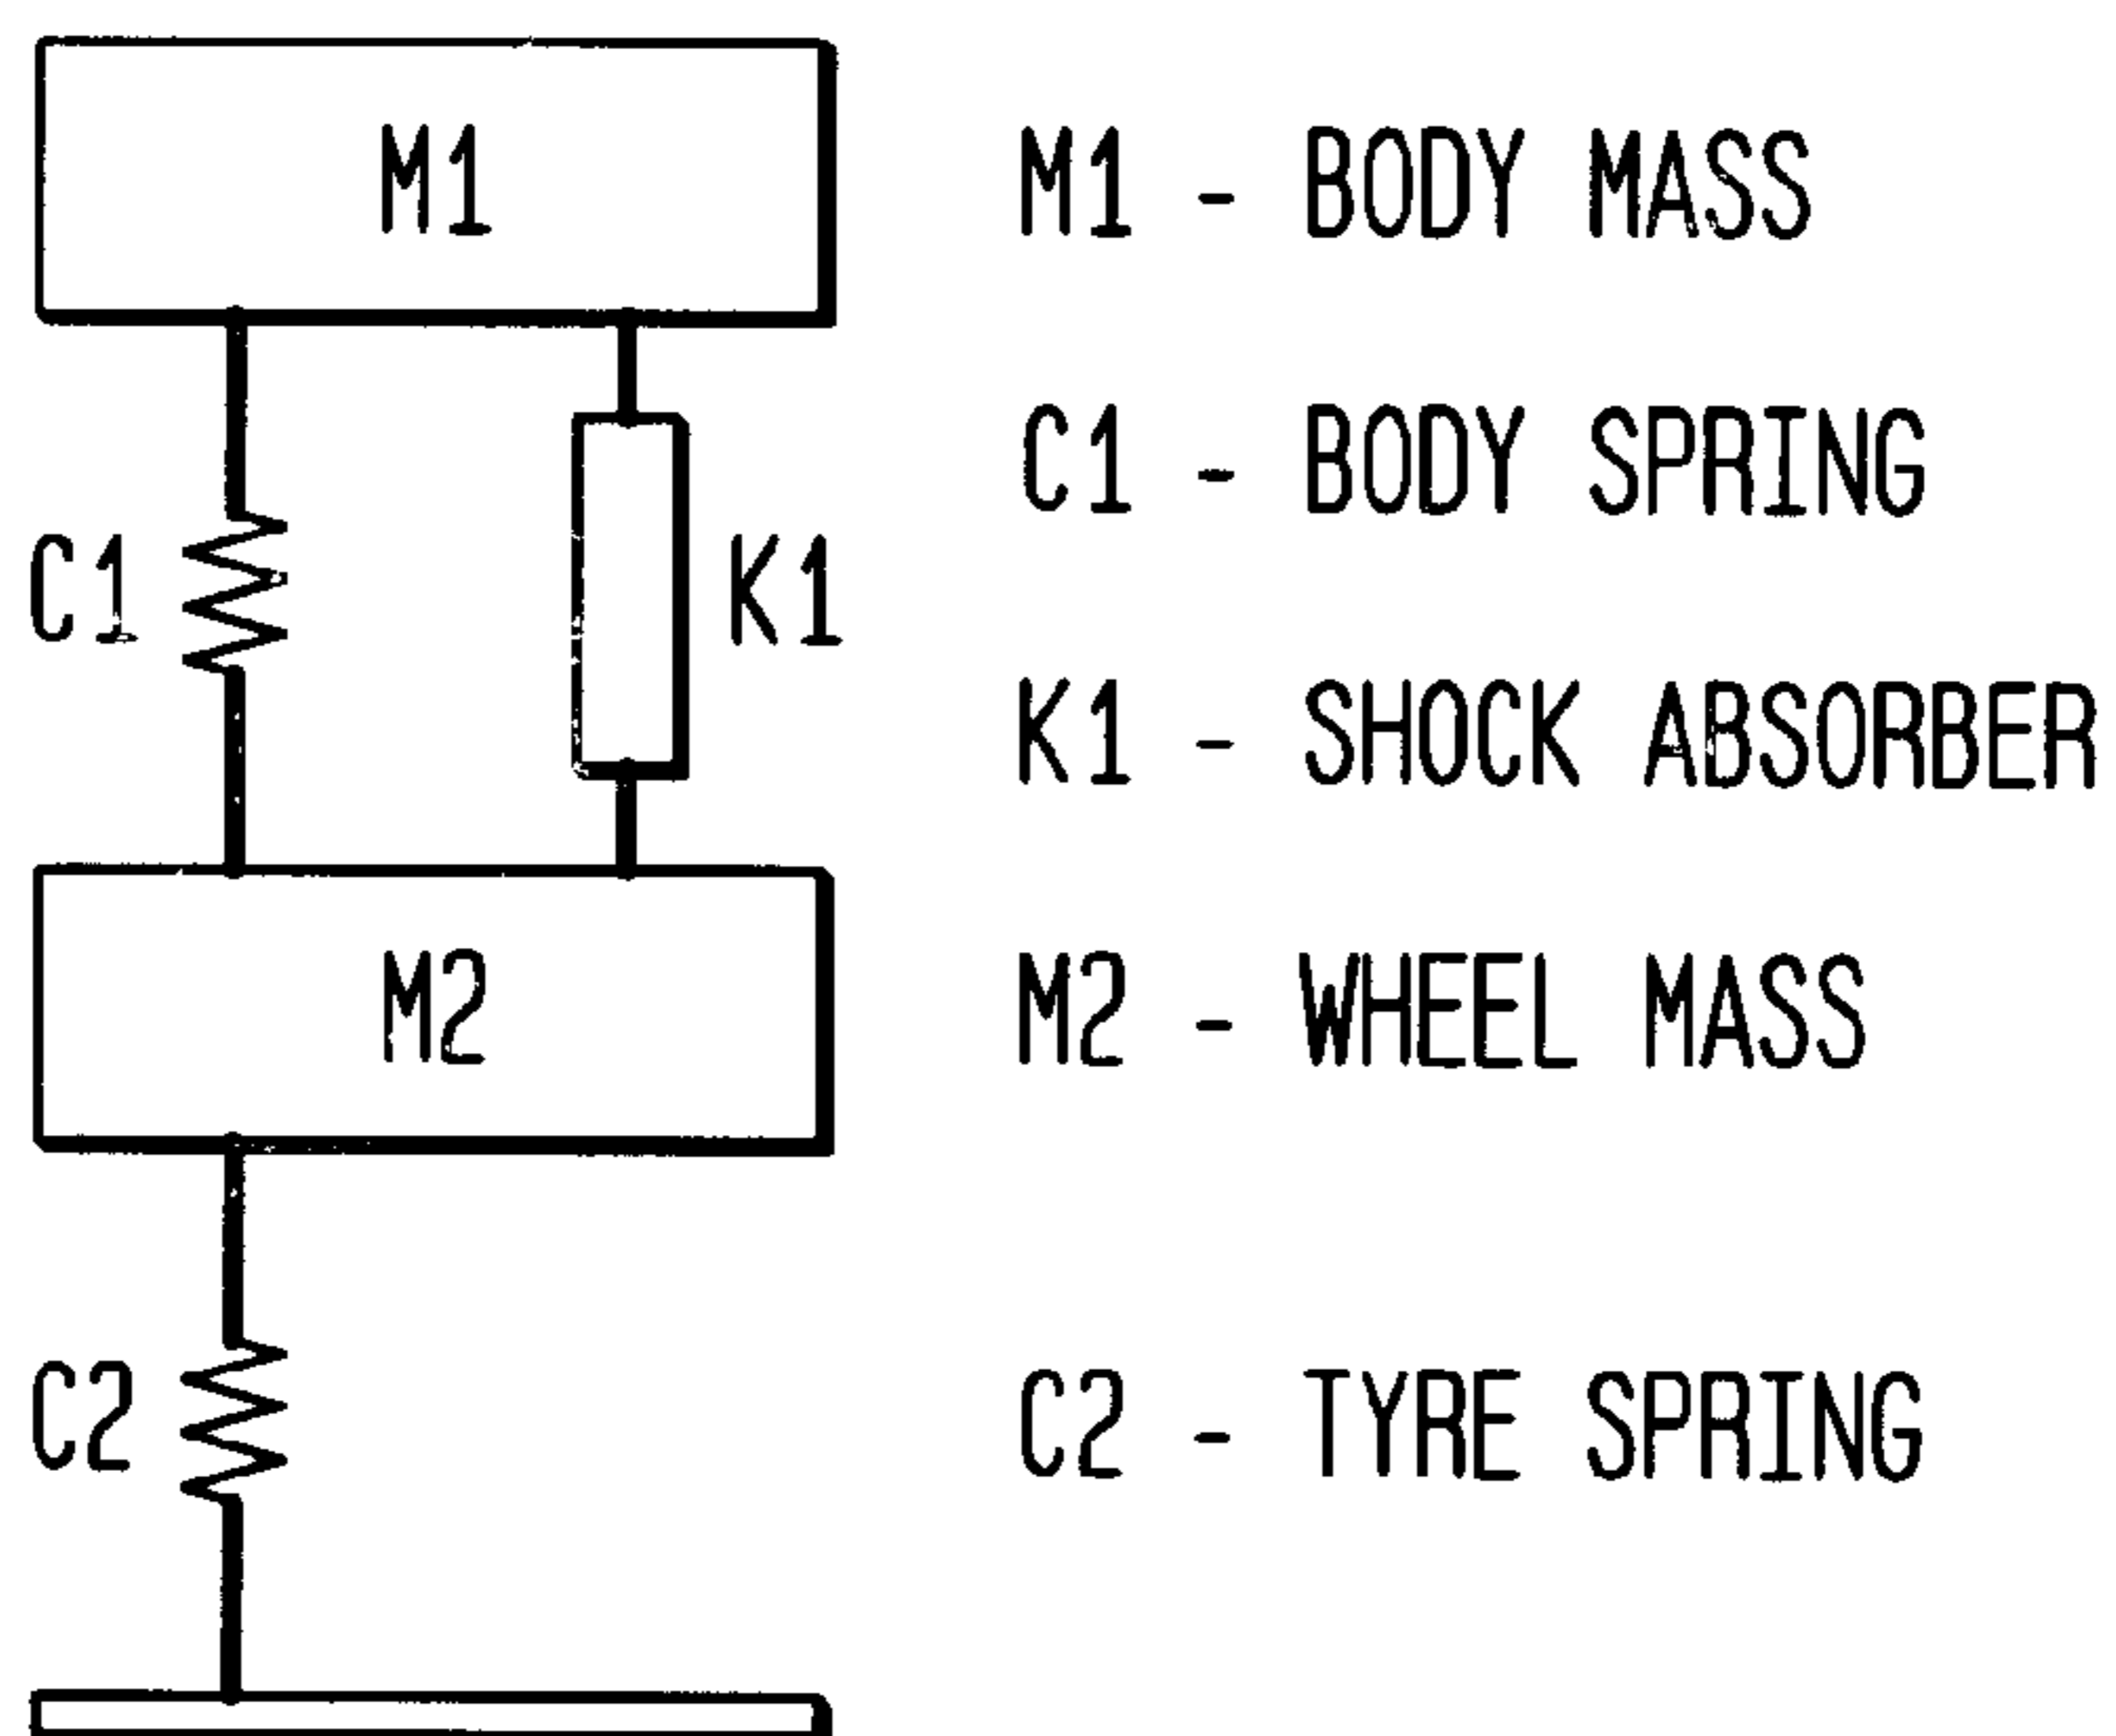 M1
M1 - BODY MASS
C1 - BODY SPRING
C1
K1
K1 - SHOCK ABSORBER
M2
M2 - WHEEL MASS
C2
C2 - TYRE SPRING